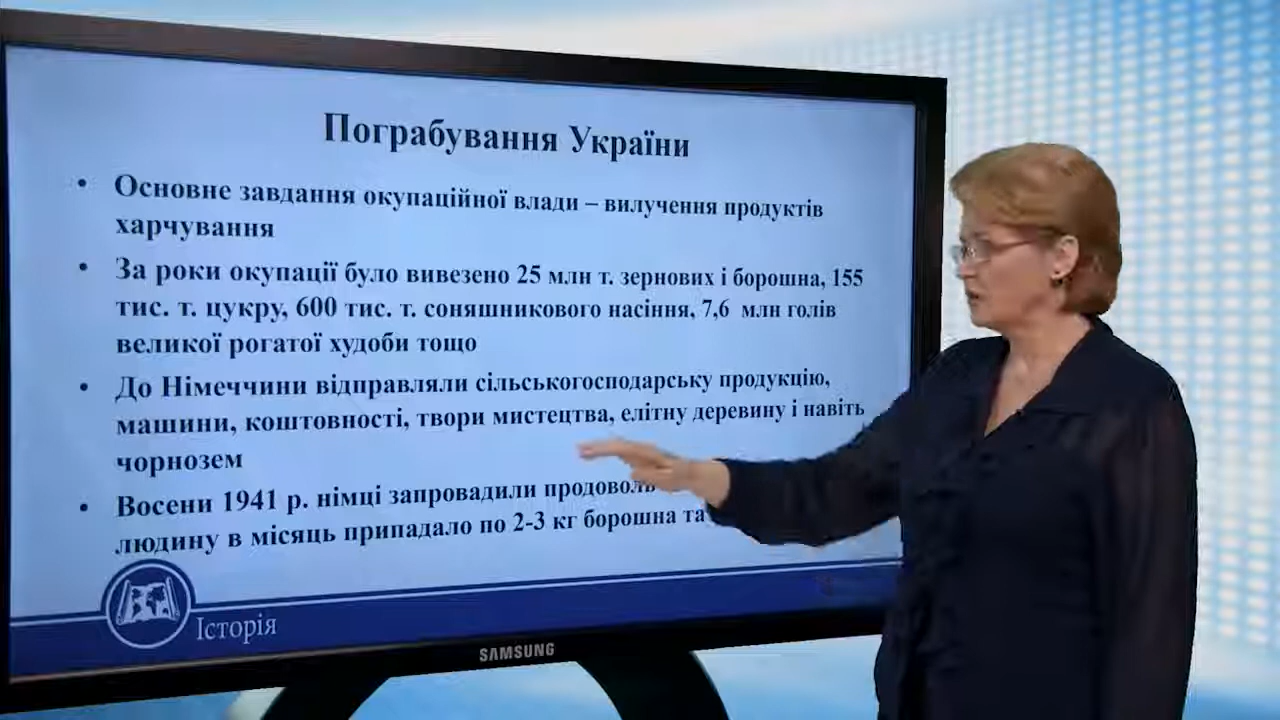 Пограбування України
• Основне завдання окупаційної влади – вилучення продуктів
харчування
• За роки окупації було вивезено 25 млн т. зернових і борошна, 155
тис. т. цукру, 600 тис. т. соняшникового насіння, 7,6 млн голів
великої рогатої худоби тощо
• До Німеччини відправляли сільськогосподарську продукцію,
машини, коштовності, твори мистецтва, елітну деревину і навіть
чорнозем
• Восени 1941 р. німці запровадили
людину в місяць припадало по 2-3 кг борошна та
Історія
SAMSUNG